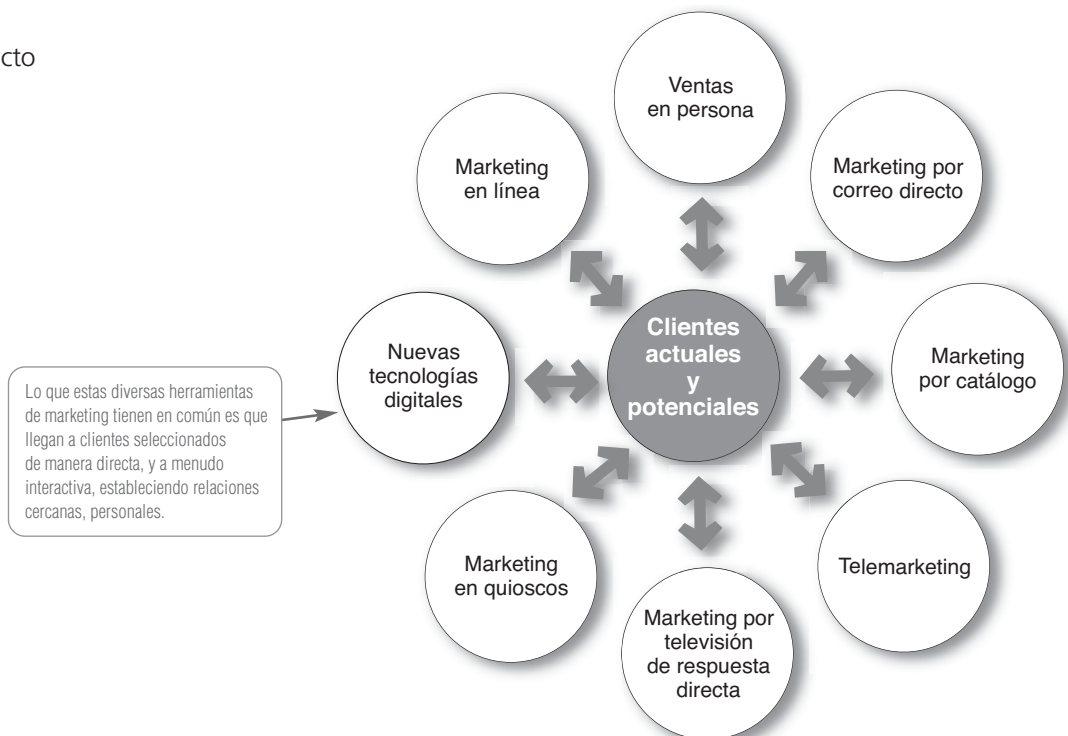 cto
Ventas
en persona
Marketing
en línea
Marketing por
correo directo
Clientes
actuales
y
potenciales
Nuevas
tecnologías
digitales
Marketing
por catálogo
Lo que estas diversas herramientas
de marketing tienen en común es que
llegan a clientes seleccionados
de manera directa, y a menudo
interactiva, estableciendo relaciones
cercanas, personales.
Marketing
en quioscos
Telemarketing
Marketing por
televisión
de respuesta
directa